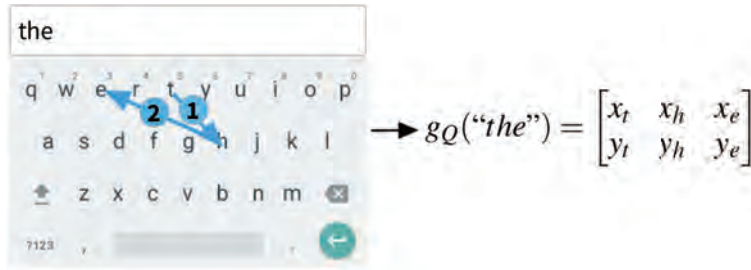 the
1 2 3 4 5 6 7 8 9 0
q w e r t y u i o p
2 1
a s d f g h j k l
z x c v b n m
?123 , .
g_Q(“the”) = [x_t x_h x_e
y_t y_h y_e]